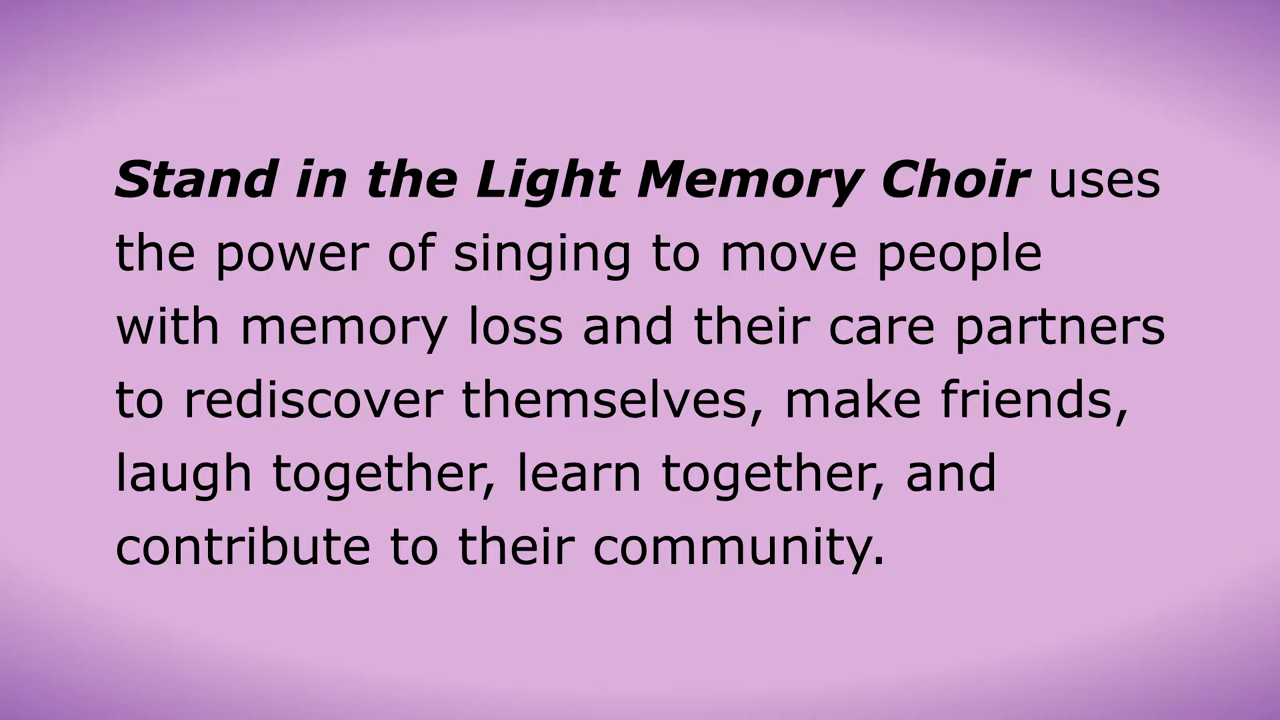 Stand in the Light Memory Choir uses
the power of singing to move people
with memory loss and their care partners
to rediscover themselves, make friends,
laugh together, learn together, and
contribute to their community.